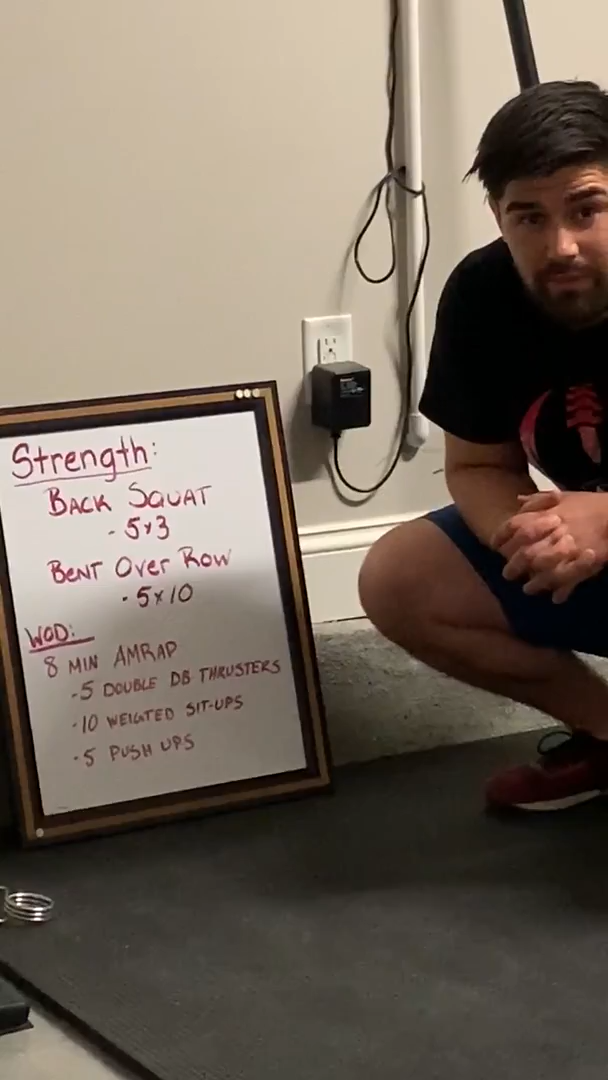 Strength:
BACK SQUAT
- 5x3
BENT OVER ROW
- 5x10
WOD:
8 MIN AMRAP
-5 DOUBLE DB THRUSTERS
-10 WEIGTED SIT-UPS
-5 PUSH UPS